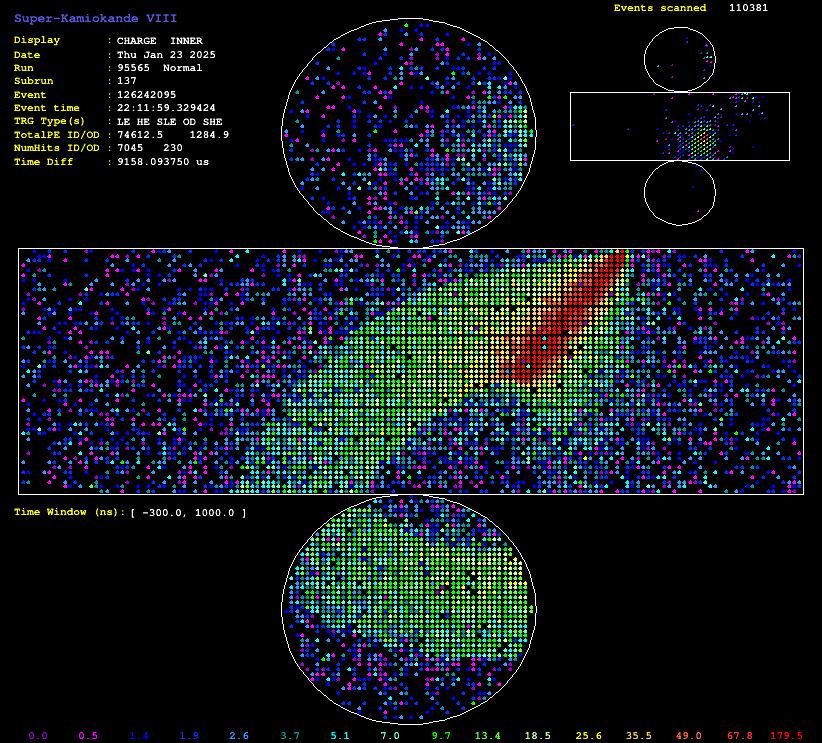 Super-Kamiokande VIII
Events scanned 110381
Display : CHARGE INNER
Date : Thu Jan 23 2025
Run : 95565 Normal
Subrun : 137
Event : 126242095
Event time : 22:11:59.329424
TRG Type(s) : LE HE SLE OD SHE
TotalPE ID/OD : 74612.5 1284.9
NumHits ID/OD : 7045 230
Time Diff : 9158.093750 us
Time Window (ns): [ -300.0, 1000.0 ]
0.0 0.5 1.4 1.9 2.6 3.7 5.1 7.0 9.7 13.4 18.5 25.6 35.5 49.0 67.8 179.5